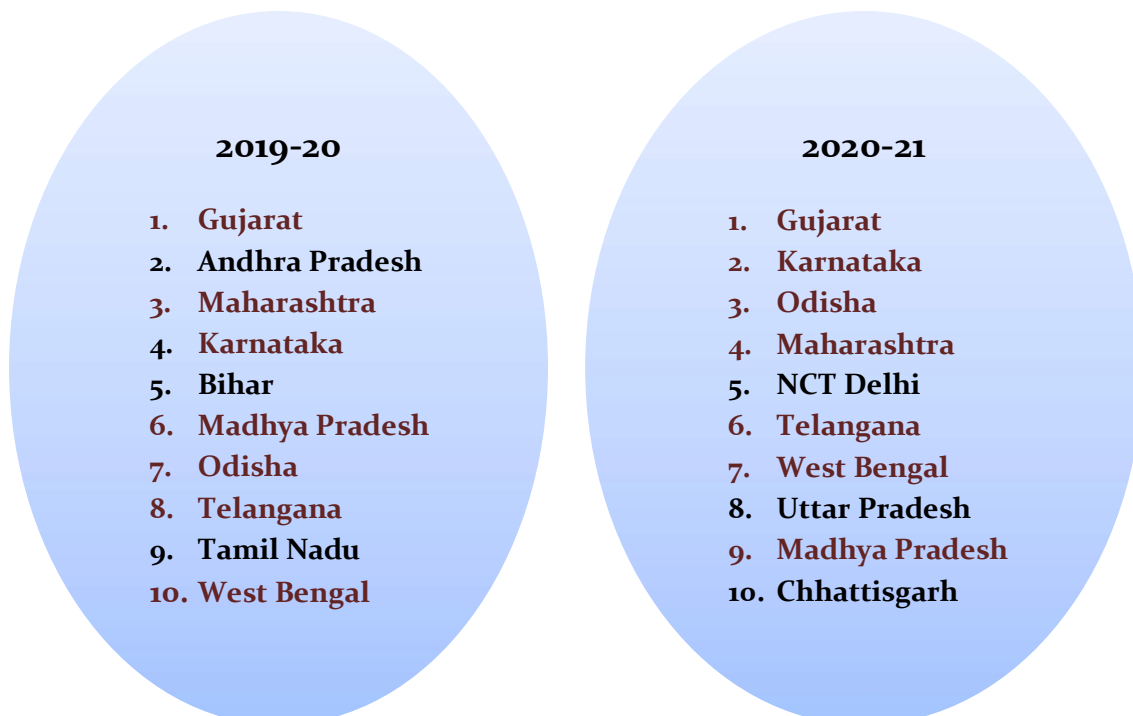 2019-20
1. Gujarat
2. Andhra Pradesh
3. Maharashtra
4. Karnataka
5. Bihar
6. Madhya Pradesh
7. Odisha
8. Telangana
9. Tamil Nadu
10. West Bengal
2020-21
1. Gujarat
2. Karnataka
3. Odisha
4. Maharashtra
5. NCT Delhi
6. Telangana
7. West Bengal
8. Uttar Pradesh
9. Madhya Pradesh
10. Chhattisgarh